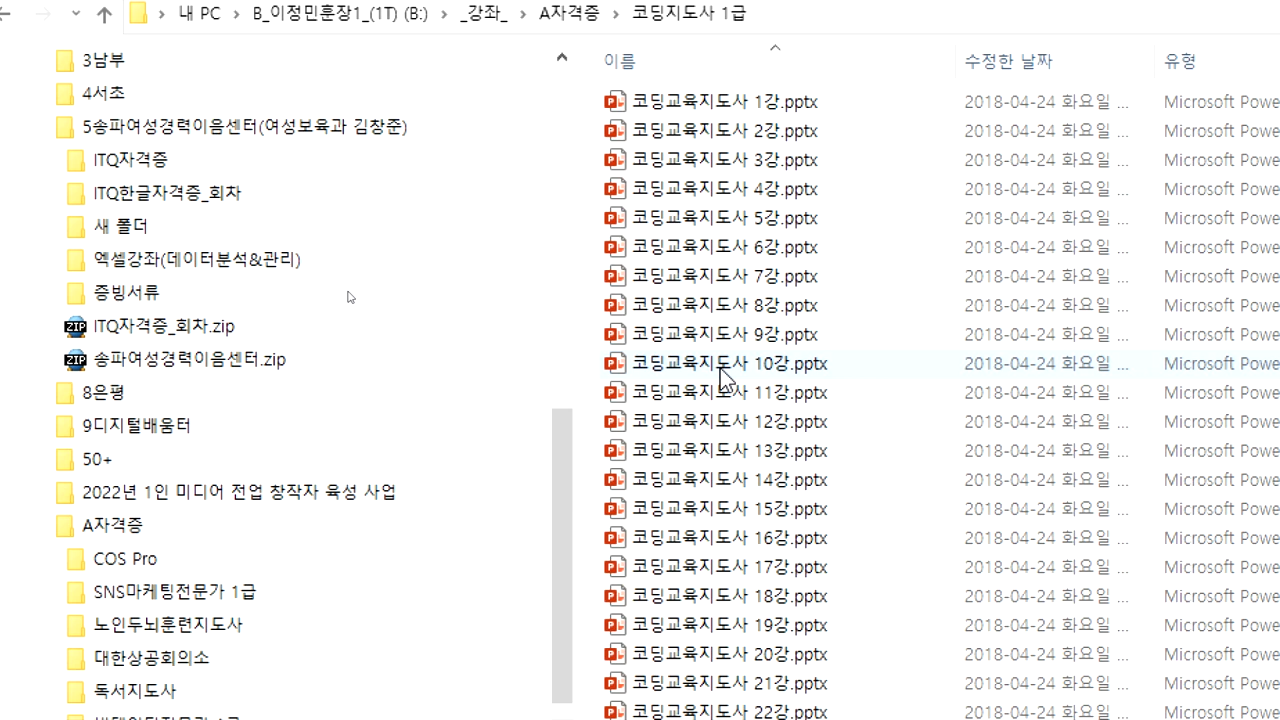 내 PC > B_이정민훈장1_(1T) (B:) > _강좌_ > A자격증 > 코딩지도사 1급
3남부
4서초
5송파여성경력이음센터(여성보육과 김창준)
ITQ자격증
ITQ한글자격증_회차
새 폴더
엑셀강좌(데이터분석&관리)
증빙서류
ZIP ITQ자격증_회차.zip
ZIP 송파여성경력이음센터.zip
8은평
9디지털배움터
50+
2022년 1인 미디어 전업 창작자 육성 사업
A자격증
COS Pro
SNS마케팅전문가 1급
노인두뇌훈련지도사
대한상공회의소
독서지도사
이름 수정한 날짜 유형
코딩교육지도사 1강.pptx 2018-04-24 화요일 ... Microsoft Powe
코딩교육지도사 2강.pptx 2018-04-24 화요일 ... Microsoft Powe
코딩교육지도사 3강.pptx 2018-04-24 화요일 ... Microsoft Powe
코딩교육지도사 4강.pptx 2018-04-24 화요일 ... Microsoft Powe
코딩교육지도사 5강.pptx 2018-04-24 화요일 ... Microsoft Powe
코딩교육지도사 6강.pptx 2018-04-24 화요일 ... Microsoft Powe
코딩교육지도사 7강.pptx 2018-04-24 화요일 ... Microsoft Powe
코딩교육지도사 8강.pptx 2018-04-24 화요일 ... Microsoft Powe
코딩교육지도사 9강.pptx 2018-04-24 화요일 ... Microsoft Powe
코딩교육지도사 10강.pptx 2018-04-24 화요일 ... Microsoft Powe
코딩교육지도사 11강.pptx 2018-04-24 화요일 ... Microsoft Powe
코딩교육지도사 12강.pptx 2018-04-24 화요일 ... Microsoft Powe
코딩교육지도사 13강.pptx 2018-04-24 화요일 ... Microsoft Powe
코딩교육지도사 14강.pptx 2018-04-24 화요일 ... Microsoft Powe
코딩교육지도사 15강.pptx 2018-04-24 화요일 ... Microsoft Powe
코딩교육지도사 16강.pptx 2018-04-24 화요일 ... Microsoft Powe
코딩교육지도사 17강.pptx 2018-04-24 화요일 ... Microsoft Powe
코딩교육지도사 18강.pptx 2018-04-24 화요일 ... Microsoft Powe
코딩교육지도사 19강.pptx 2018-04-24 화요일 ... Microsoft Powe
코딩교육지도사 20강.pptx 2018-04-24 화요일 ... Microsoft Powe
코딩교육지도사 21강.pptx 2018-04-24 화요일 ... Microsoft Powe
코딩교육지도사 22강.pptx 2018-04-24 화요일 ... Microsoft Powe